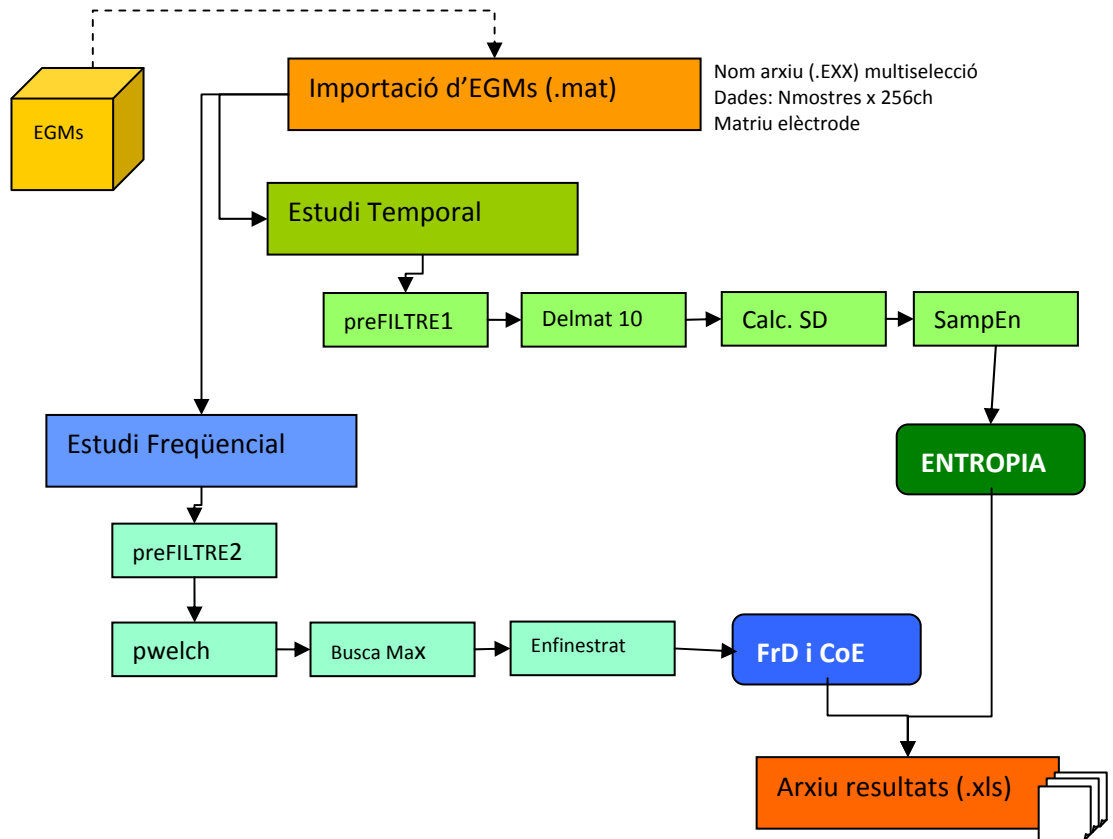 Importació d’EGMs (.mat)
Nom arxiu (.EXX) multiselecció
Dades: Nmostres x 256ch
Matriu elèctrode
EGMs
Estudi Temporal
preFILTRE1
Delmat 10
Calc. SD
SampEn
Estudi Freqüencial
ENTROPIA
preFILTRE2
pwelch
Busca Max
Enfinestrat
FrD i CoE
Arxiu resultats (.xls)